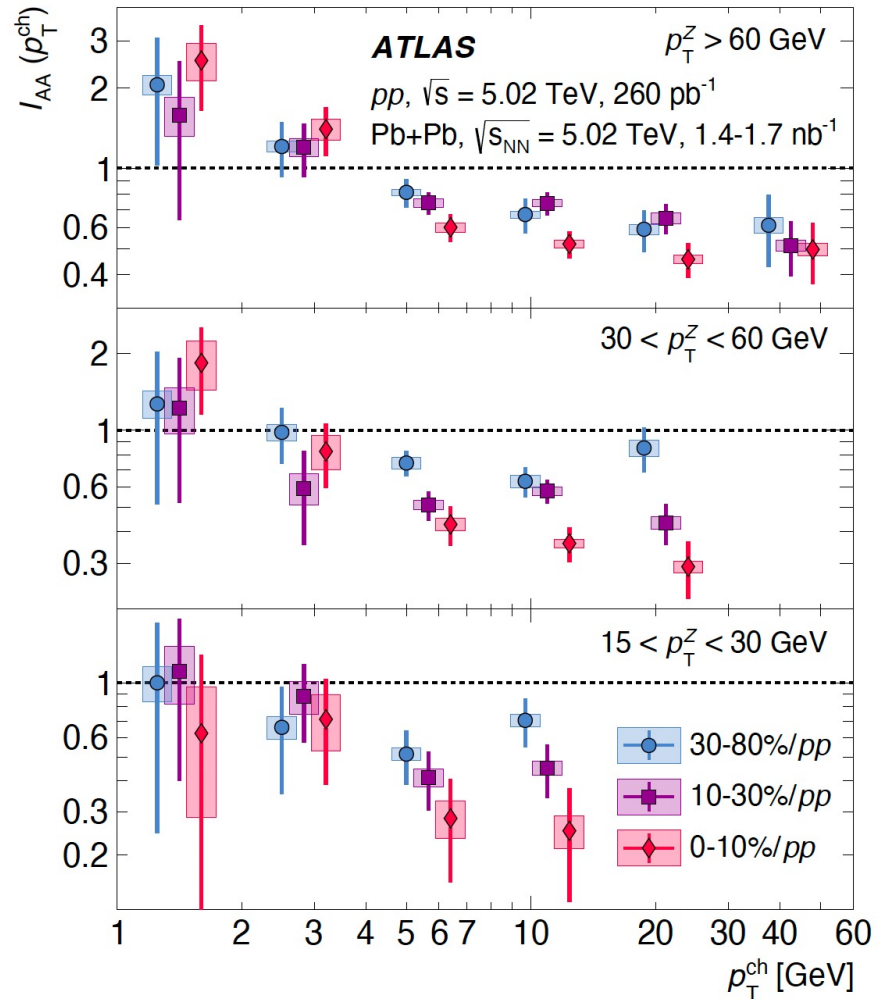 I_AA (p_T^ch)
ATLAS
p_T^Z > 60 GeV
pp, √s = 5.02 TeV, 260 pb⁻¹
Pb+Pb, √s_NN = 5.02 TeV, 1.4-1.7 nb⁻¹
3
2
1
0.6
0.4
30 < p_T^Z < 60 GeV
2
1
0.6
0.3
15 < p_T^Z < 30 GeV
1
0.6
0.3
0.2
30-80%/pp
10-30%/pp
0-10%/pp
1 2 3 4 5 6 7 10 20 30 40 60
p_T^ch [GeV]